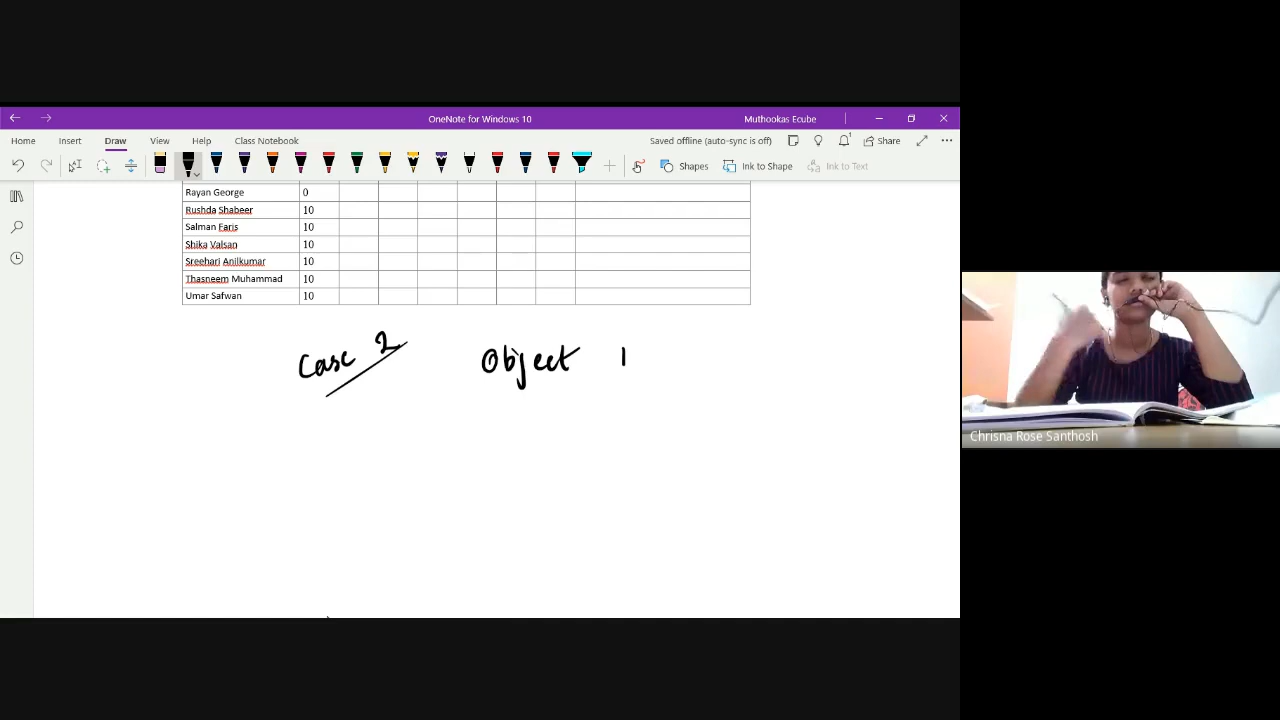 OneNote for Windows 10
Muthookas Ecube
Home Insert Draw View Help Class Notebook
Saved offline (auto-sync is off)
Share
Shapes
Ink to Shape
Ink to Text
Rayan George 0
Rushda Shabeer 10
Salman Faris 10
Shika Valsan 10
Sreehari Anilkumar 10
Thasneem Muhammad 10
Umar Safwan 10
Case 2 Object 1
Chrisna Rose Santhosh